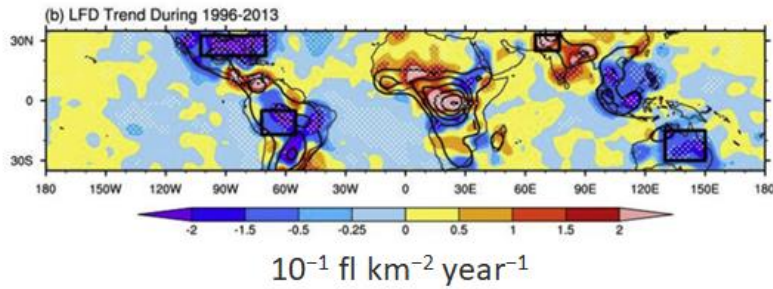 (b) LFD Trend During 1996-2013
30N
0
30S
180 150W 120W 90W 60W 30W 0 30E 60E 90E 120E 150E 180
-2 -1.5 -0.5 -0.25 0 0.5 1 1.5 2
10⁻¹ fl km⁻² year⁻¹